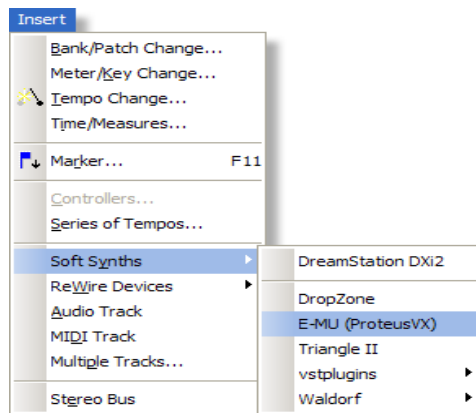 Insert
Bank/Patch Change...
Meter/Key Change...
Tempo Change...
Time/Measures...
Marker... F11
Controllers...
Series of Tempos...
Soft Synths
ReWire Devices
Audio Track
MIDI Track
Multiple Tracks...
Stereo Bus
DreamStation DXi2
DropZone
E-MU (ProteusVX)
Triangle II
vstplugins
Waldorf